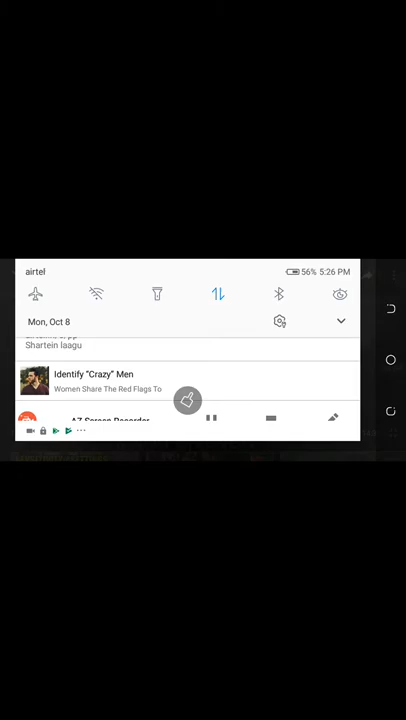 airtel
56% 5:26 PM
Mon, Oct 8
Shartein laagu
Identify “Crazy” Men
Women Share The Red Flags To
AZ Screen Recorder